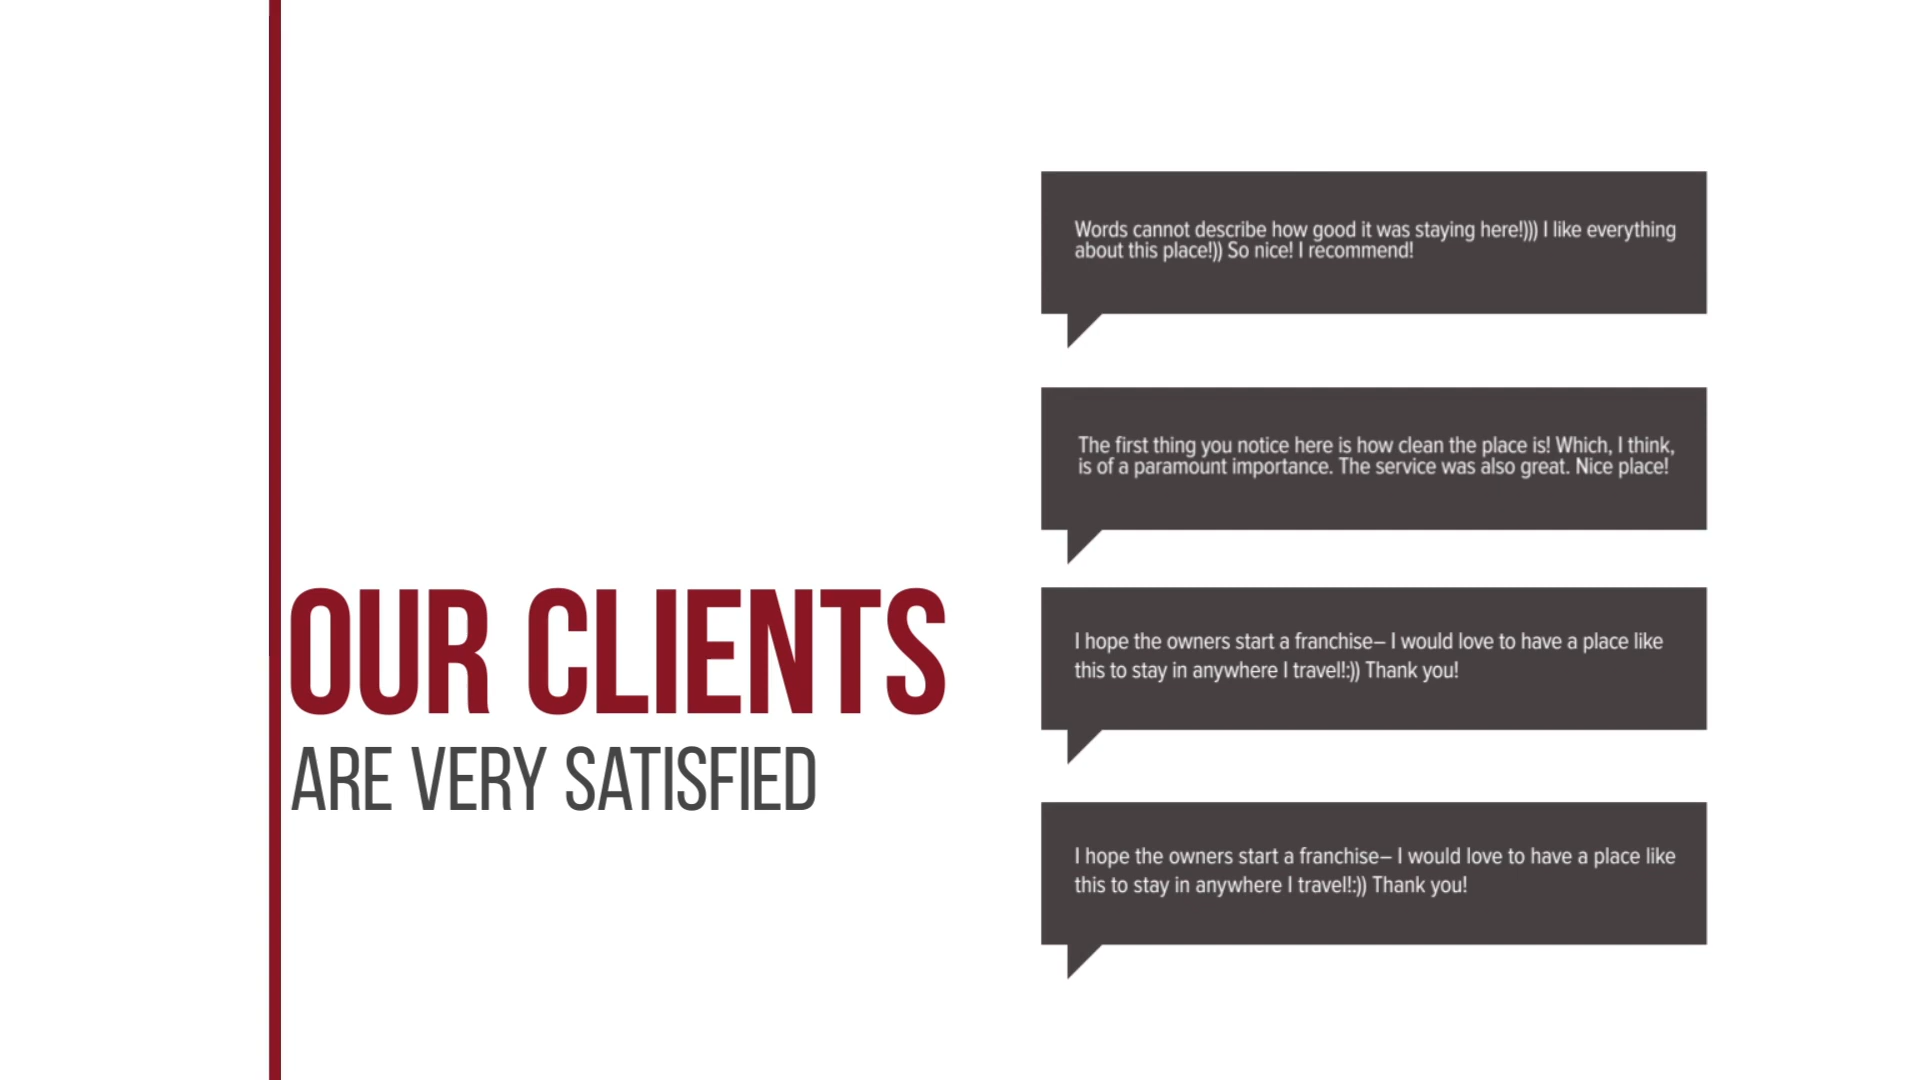 OUR CLIENTS
ARE VERY SATISFIED
Words cannot describe how good it was staying here!))) I like everything
about this place!)) So nice! I recommend!
The first thing you notice here is how clean the place is! Which, I think,
is of a paramount importance. The service was also great. Nice place!
I hope the owners start a franchise– I would love to have a place like
this to stay in anywhere I travel!:)) Thank you!
I hope the owners start a franchise– I would love to have a place like
this to stay in anywhere I travel!:)) Thank you!